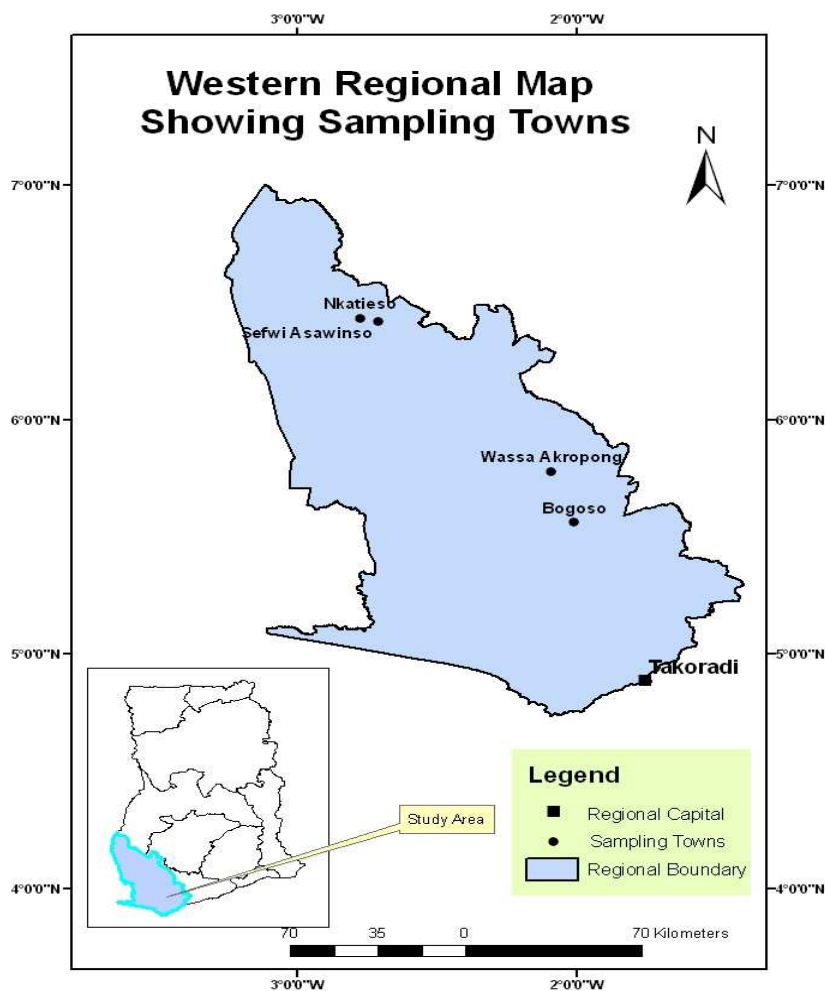 3°0'0"W 2°0'0"W
Western Regional Map
Showing Sampling Towns
N
7°0'0"N 7°0'0"N
Nkatieso
Sefwi Asawinso
6°0'0"N 6°0'0"N
Wassa Akropong
Bogoso
5°0'0"N 5°0'0"N
Takoradi
Legend
Regional Capital
Sampling Towns
Regional Boundary
Study Area
4°0'0"N 4°0'0"N
70 35 0 70 Kilometers
3°0'0"W 2°0'0"W